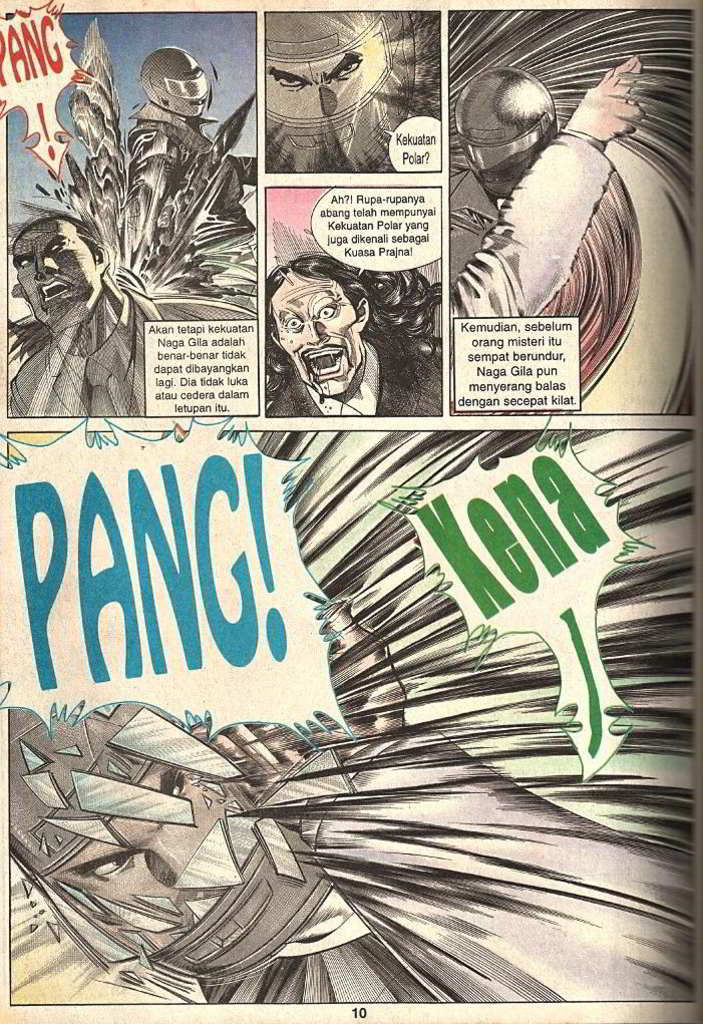 PANG
!
Akan tetapi kekuatan
Naga Gila adalah
benar-benar tidak
dapat dibayangkan
lagi. Dia tidak luka
atau cedera dalam
letupan itu.
Kekuatan
Polar?
Ah?! Rupa-rupanya
abang telah mempunyai
Kekuatan Polar yang
juga dikenali sebagai
Kuasa Prajna!
Kemudian, sebelum
orang misteri itu
sempat berundur,
Naga Gila pun
menyerang balas
dengan secepat kilat.
PANG!
Kena
!
10